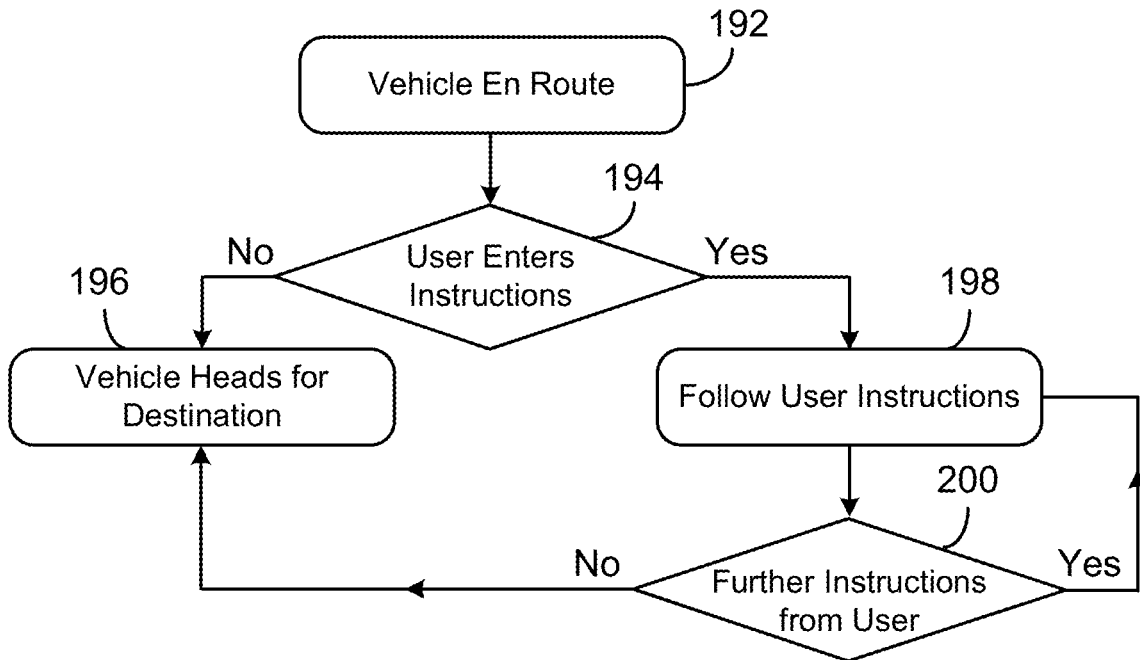 192
Vehicle En Route
194
No
User Enters
Instructions
Yes
196
198
Vehicle Heads for
Destination
Follow User Instructions
200
No
Further Instructions
from User
Yes